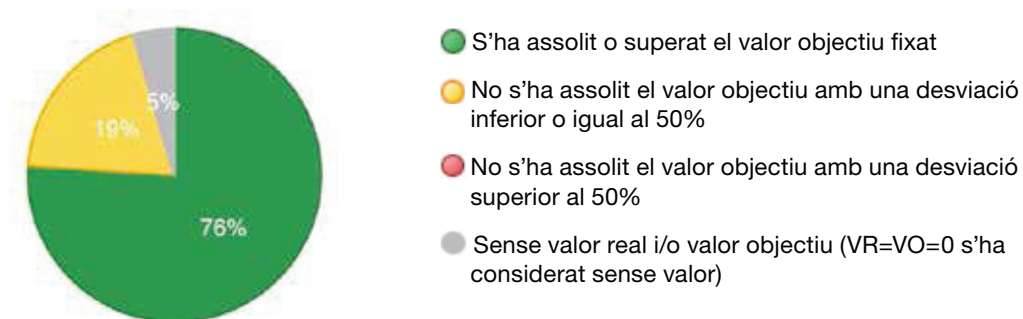 5%
19%
76%
S’ha assolit o superat el valor objectiu fixat
No s’ha assolit el valor objectiu amb una desviació
inferior o igual al 50%
No s’ha assolit el valor objectiu amb una desviació
superior al 50%
Sense valor real i/o valor objectiu (VR=VO=0 s’ha
considerat sense valor)